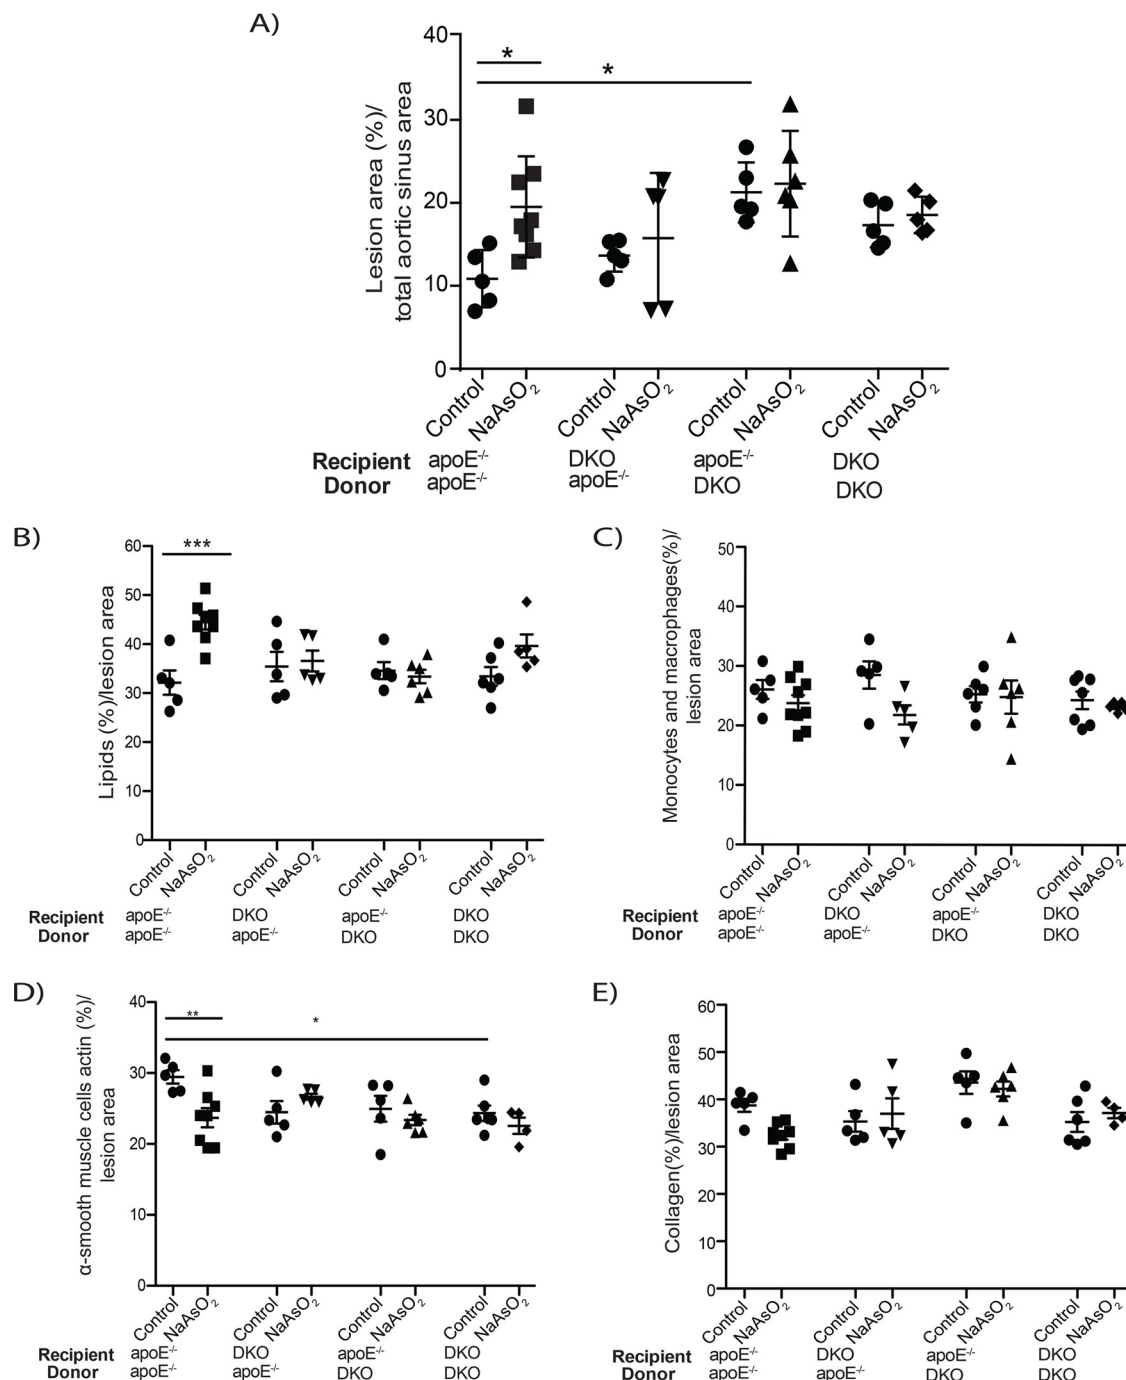 A)
Lesion area (%)/
total aortic sinus area
40
30
20
10
0
*
*
Control NaAsO₂ Control NaAsO₂ Control NaAsO₂ Control NaAsO₂
Recipient apoE⁻/⁻ DKO apoE⁻/⁻ DKO
Donor apoE⁻/⁻ apoE⁻/⁻ DKO DKO
B)
Lipids (%)/lesion area
60
50
40
30
20
10
0
***
Control NaAsO₂ Control NaAsO₂ Control NaAsO₂ Control NaAsO₂
Recipient apoE⁻/⁻ DKO apoE⁻/⁻ DKO
Donor apoE⁻/⁻ apoE⁻/⁻ DKO DKO
C)
Monocytes and macrophages(%)/
lesion area
50
40
30
20
10
0
Control NaAsO₂ Control NaAsO₂ Control NaAsO₂ Control NaAsO₂
Recipient apoE⁻/⁻ DKO apoE⁻/⁻ DKO
Donor apoE⁻/⁻ apoE⁻/⁻ DKO DKO
D)
α-smooth muscle cells actin (%)/
lesion area
40
30
20
10
0
**
*
Control NaAsO₂ Control NaAsO₂ Control NaAsO₂ Control NaAsO₂
Recipient apoE⁻/⁻ DKO apoE⁻/⁻ DKO
Donor apoE⁻/⁻ apoE⁻/⁻ DKO DKO
E)
Collagen(%)/lesion area
60
50
40
30
20
10
0
Control NaAsO₂ Control NaAsO₂ Control NaAsO₂ Control NaAsO₂
Recipient apoE⁻/⁻ DKO apoE⁻/⁻ DKO
Donor apoE⁻/⁻ apoE⁻/⁻ DKO DKO